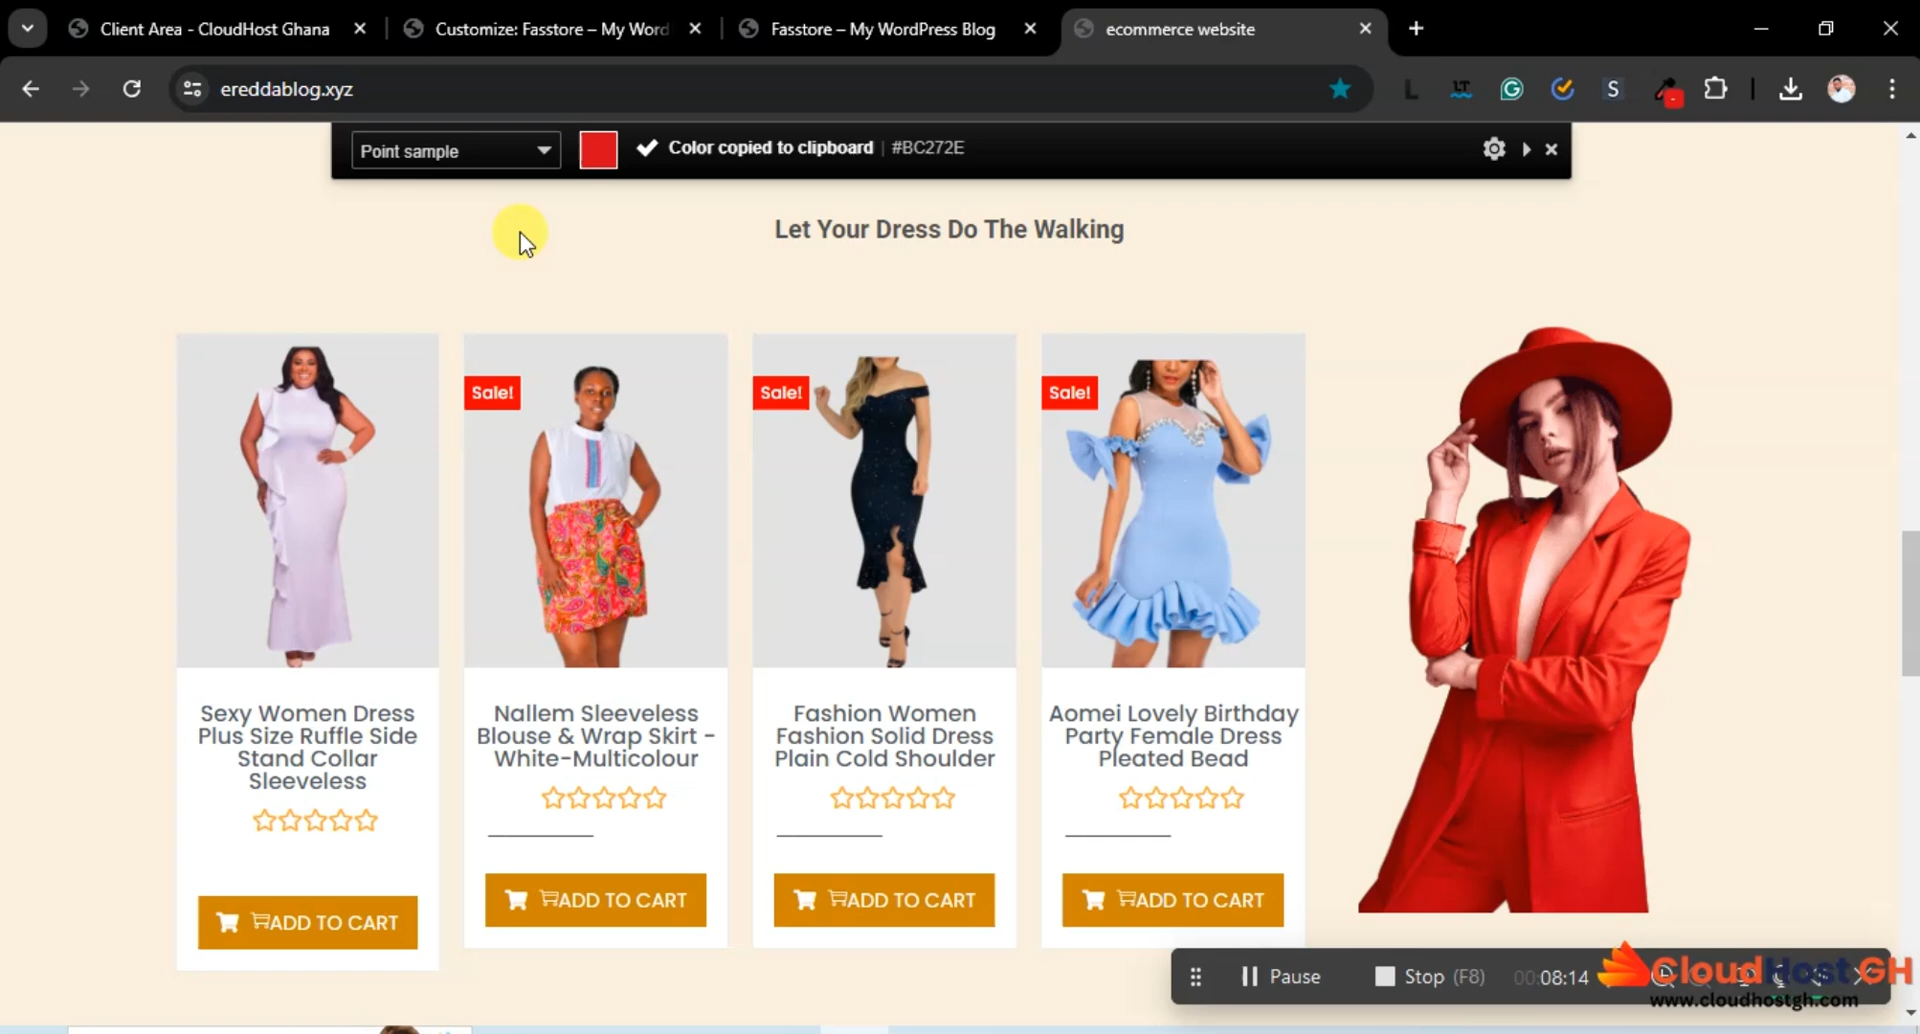 Client Area - CloudHost Ghana
Customize: Fasstore – My Word
Fasstore – My WordPress Blog
ecommerce website
ereddablog.xyz
L
LT
G
S
Point sample
Color copied to clipboard | #BC272E
Let Your Dress Do The Walking
Sale!
Sale!
Sale!
Sexy Women Dress
Plus Size Ruffle Side
Stand Collar
Sleeveless
ADD TO CART
Nallem Sleeveless
Blouse & Wrap Skirt -
White-Multicolour
ADD TO CART
Fashion Women
Fashion Solid Dress
Plain Cold Shoulder
ADD TO CART
Aomei Lovely Birthday
Party Female Dress
Pleated Bead
ADD TO CART
Pause
Stop (F8)
00:08:14
CloudHost GH
www.cloudhostgh.com